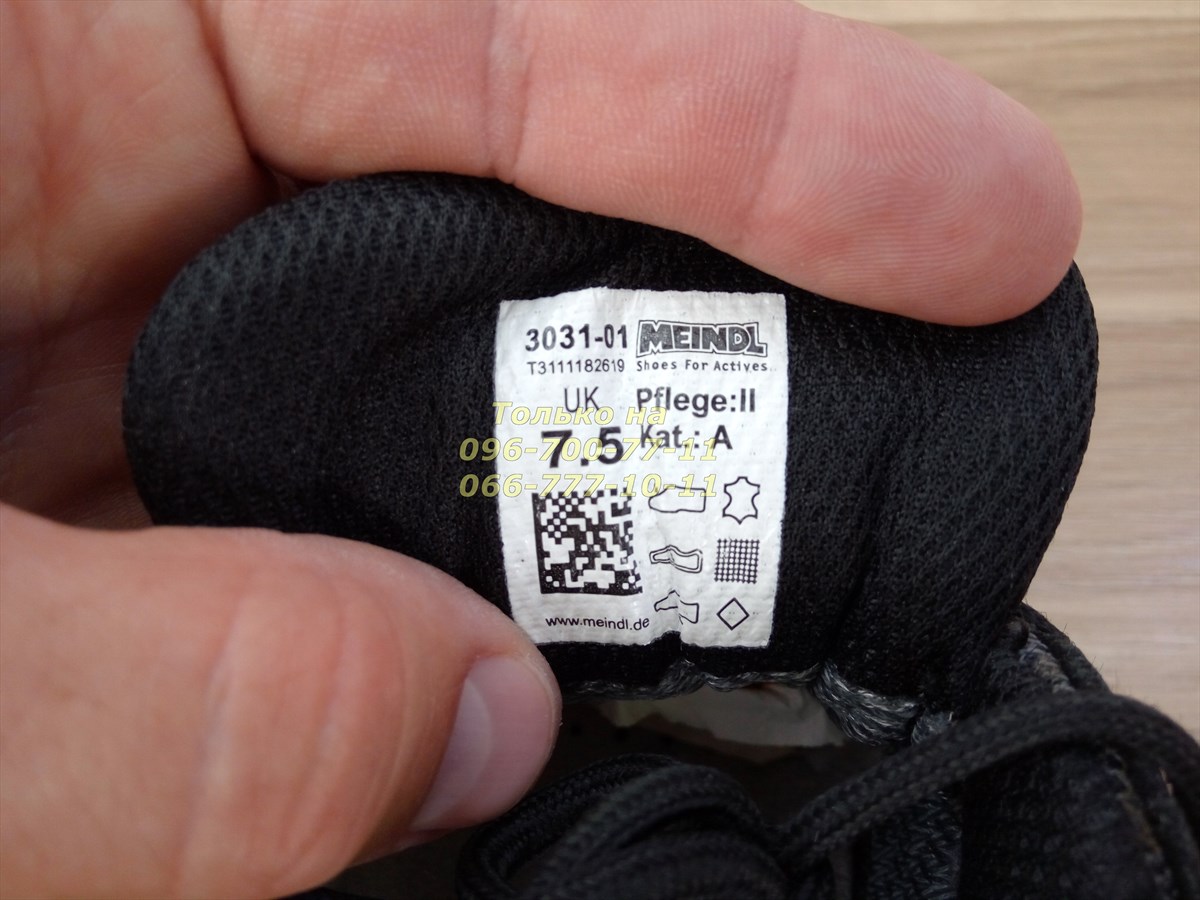 3031-01 MEINDL
T3111182619 Shoes For Actives
UK Pflege:II
7.5 Kat.: A
www.meindl.de
Только на
096-700-77-11
066-777-10-11